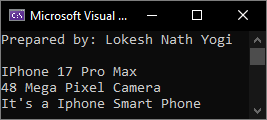 Microsoft Visual ...
Prepared by: Lokesh Nath Yogi
IPhone 17 Pro Max
48 Mega Pixel Camera
It's a Iphone Smart Phone